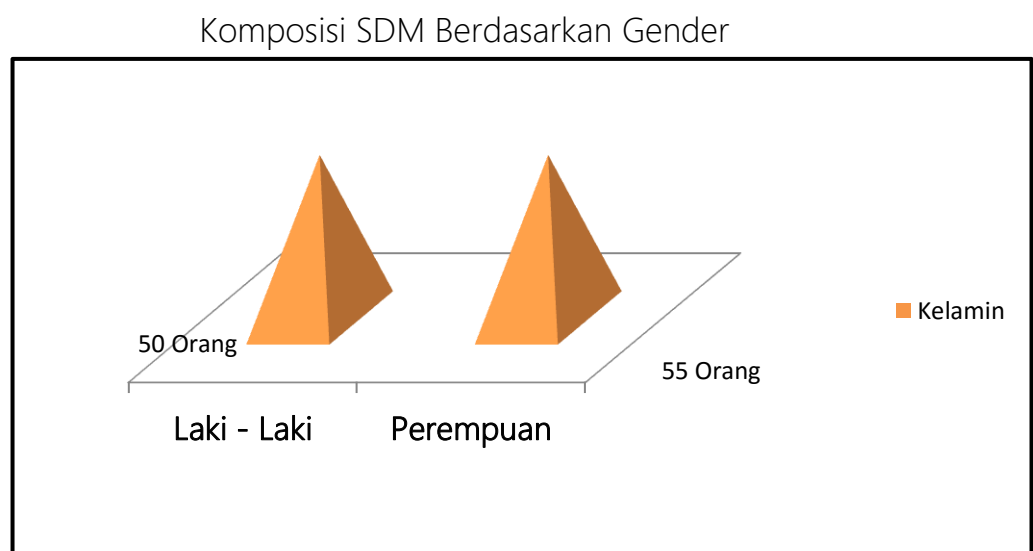 Komposisi SDM Berdasarkan Gender
50 Orang
55 Orang
Laki - Laki
Perempuan
Kelamin